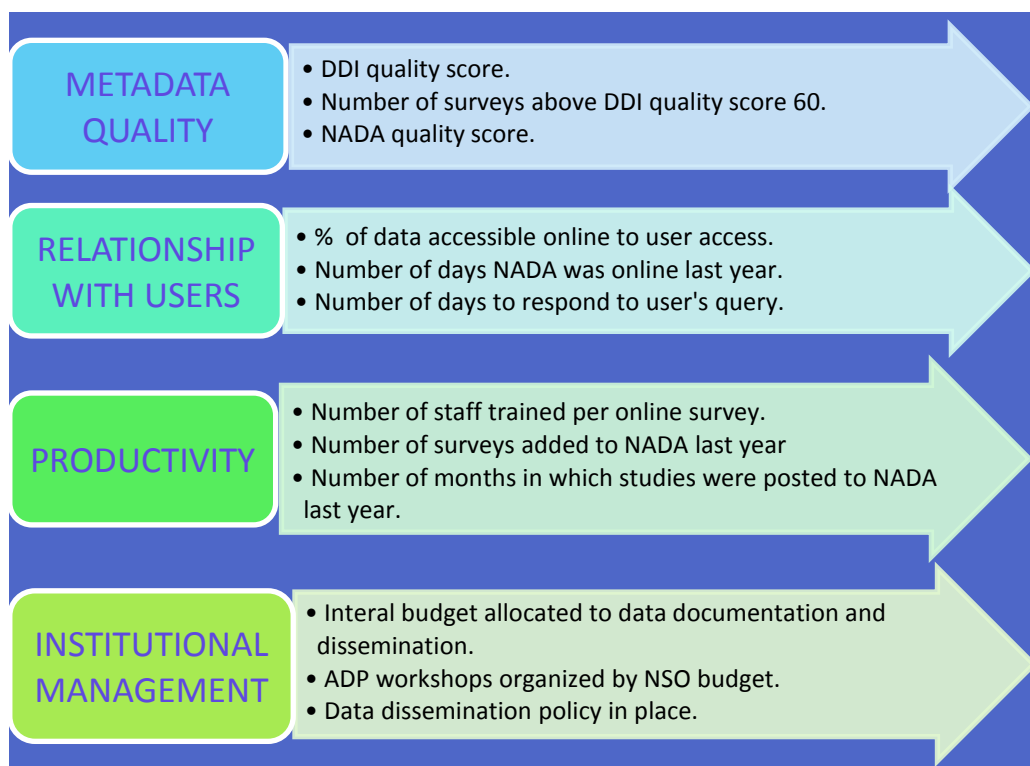 METADATA
QUALITY
• DDI quality score.
• Number of surveys above DDI quality score 60.
• NADA quality score.
RELATIONSHIP
WITH USERS
• % of data accessible online to user access.
• Number of days NADA was online last year.
• Number of days to respond to user's query.
PRODUCTIVITY
• Number of staff trained per online survey.
• Number of surveys added to NADA last year
• Number of months in which studies were posted to NADA
last year.
INSTITUTIONAL
MANAGEMENT
• Interal budget allocated to data documentation and
dissemination.
• ADP workshops organized by NSO budget.
• Data dissemination policy in place.